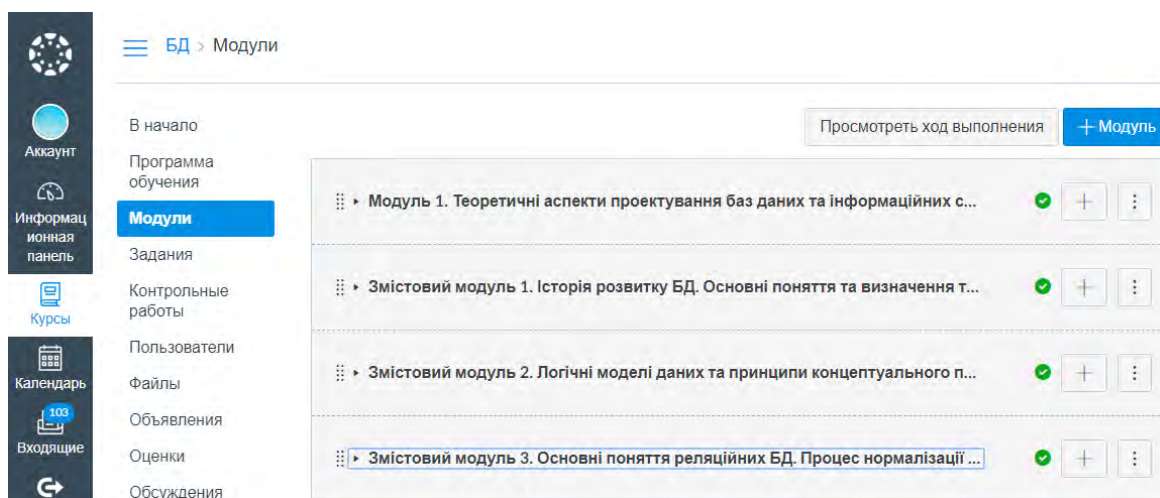 БД > Модули
Аккаунт
Информац
ионная
панель
Курсы
Календарь
103
Входящие
В начало
Программа
обучения
Модули
Задания
Контрольные
работы
Пользователи
Файлы
Объявления
Оценки
Обсуждения
Просмотреть ход выполнения
+ Модуль
Модуль 1. Теоретичні аспекти проектування баз даних та інформаційних с...
Змістовий модуль 1. Історія розвитку БД. Основні поняття та визначення т...
Змістовий модуль 2. Логічні моделі даних та принципи концептуального п...
Змістовий модуль 3. Основні поняття реляційних БД. Процес нормалізації ...